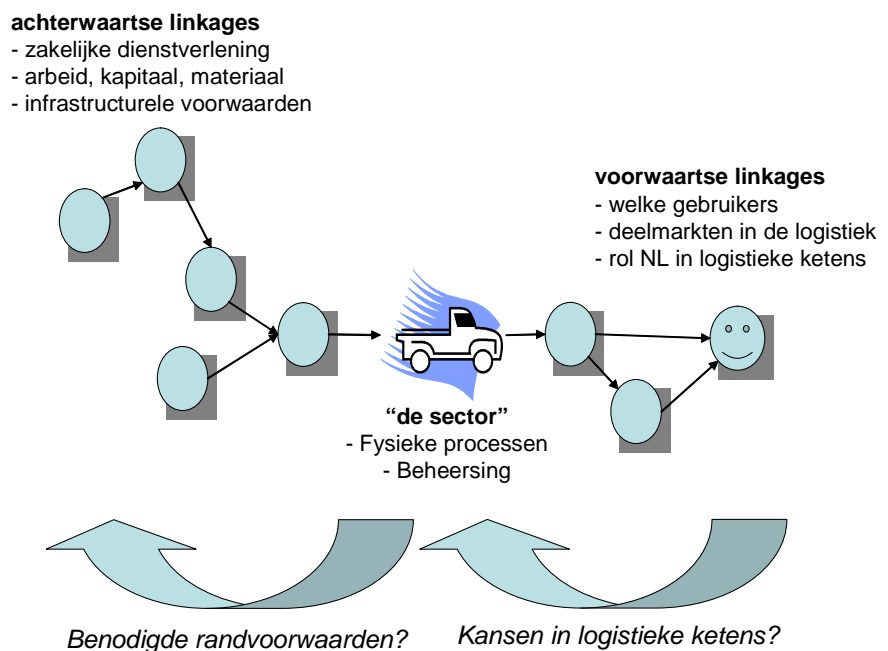 achterwaartse linkages
- zakelijke dienstverlening
- arbeid, kapitaal, materiaal
- infrastructurele voorwaarden
voorwaartse linkages
- welke gebruikers
- deelmarkten in de logistiek
- rol NL in logistieke ketens
“de sector”
- Fysieke processen
- Beheersing
Benodigde randvoorwaarden?
Kansen in logistieke ketens?